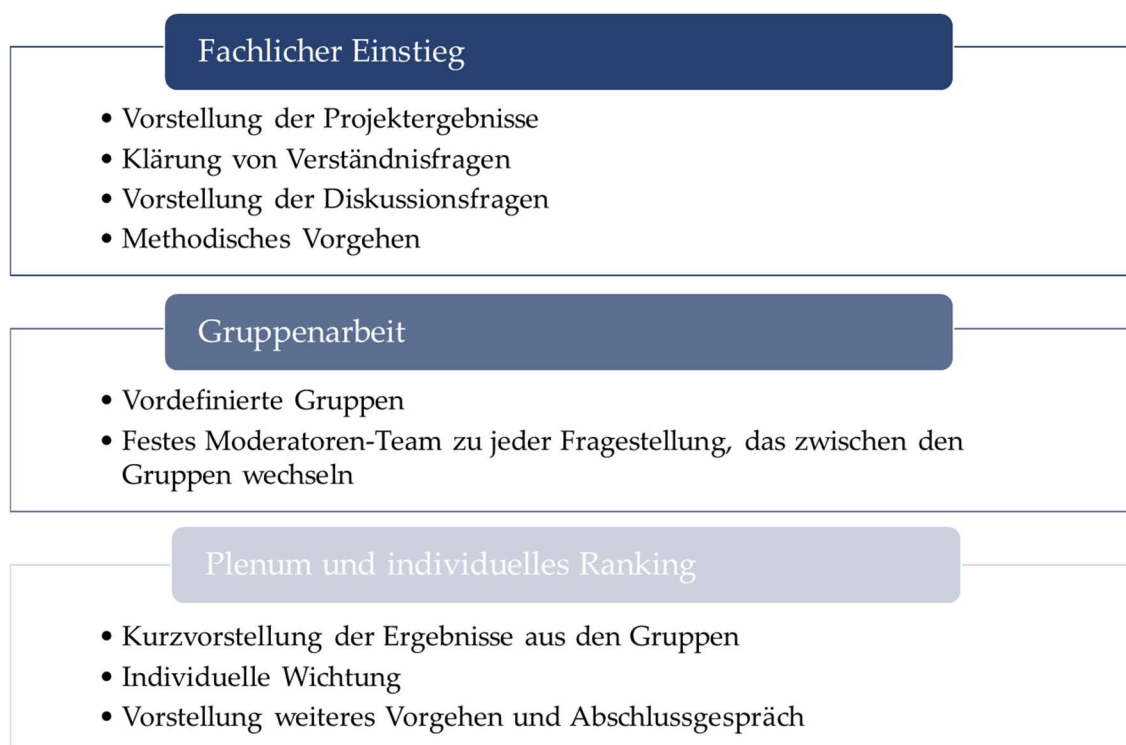 Fachlicher Einstieg
• Vorstellung der Projektergebnisse
• Klärung von Verständnisfragen
• Vorstellung der Diskussionsfragen
• Methodisches Vorgehen
Gruppenarbeit
• Vordefinierte Gruppen
• Festes Moderatoren-Team zu jeder Fragestellung, das zwischen den
Gruppen wechseln
Plenum und individuelles Ranking
• Kurzvorstellung der Ergebnisse aus den Gruppen
• Individuelle Wichtung
• Vorstellung weiteres Vorgehen und Abschlussgespräch